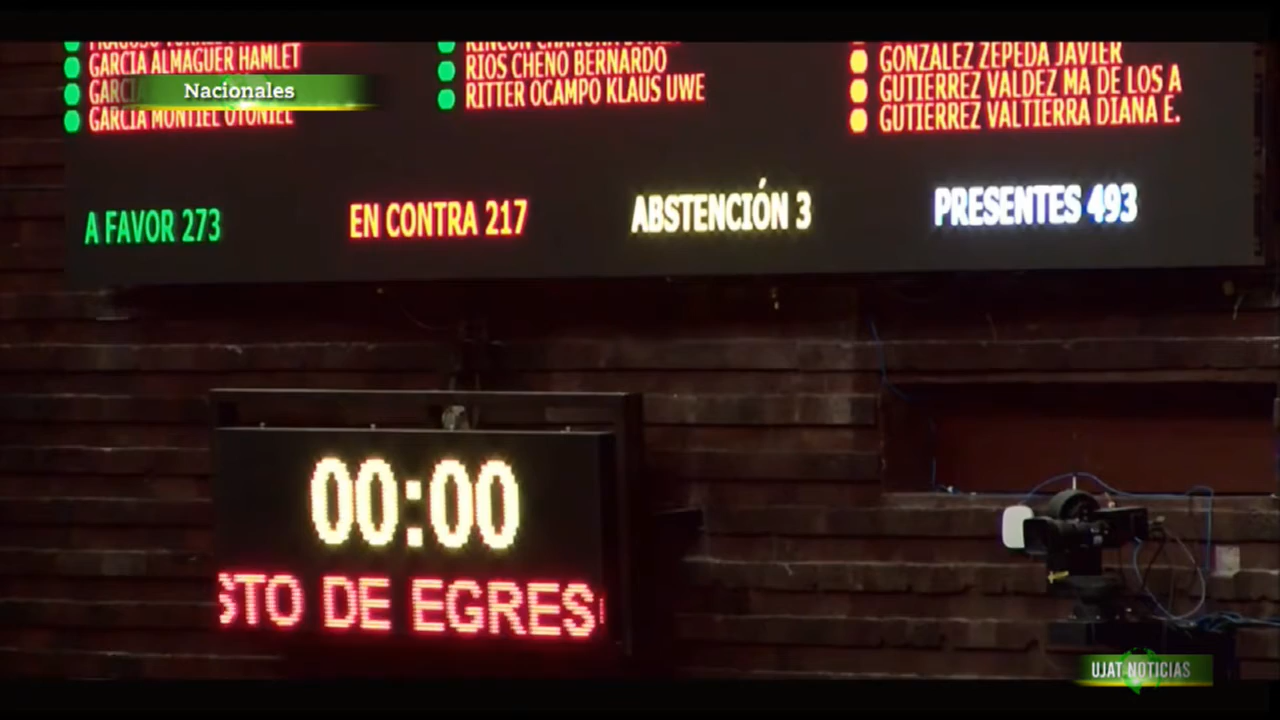 GARCIA ALMAGUER HAMLET
GARCIA MONTIEL OTONIEL
RIOS CHENO BERNARDO
RITTER OCAMPO KLAUS UWE
GONZALEZ ZEPEDA JAVIER
GUTIERREZ VALDEZ MA DE LOS A
GUTIERREZ VALTIERRA DIANA E.
Nacionales
A FAVOR 273
EN CONTRA 217
ABSTENCIÓN 3
PRESENTES 493
00:00
STO DE EGRES
UJAT NOTICIAS